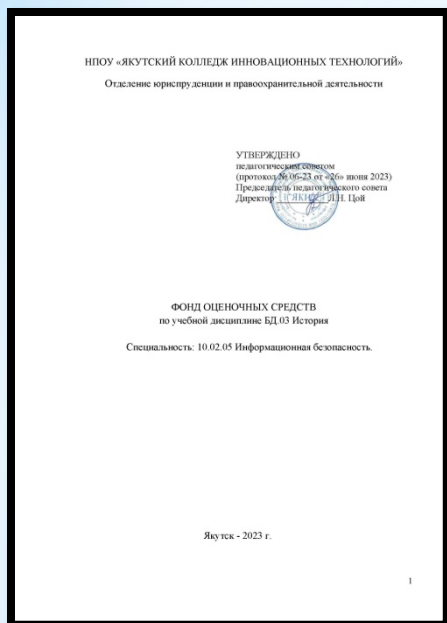 НПОУ «ЯКУТСКИЙ КОЛЛЕДЖ ИННОВАЦИОННЫХ ТЕХНОЛОГИЙ»
Отделение юриспруденции и правоохранительной деятельности
УТВЕРЖДЕНО
педагогическим советом
(протокол № 06-23 от «26» июня 2023)
Председатель педагогического совета
Директор Л.Н. Цой
ФОНД ОЦЕНОЧНЫХ СРЕДСТВ
по учебной дисциплине БД.03 История
Специальность: 10.02.05 Информационная безопасность.
Якутск - 2023 г.
1